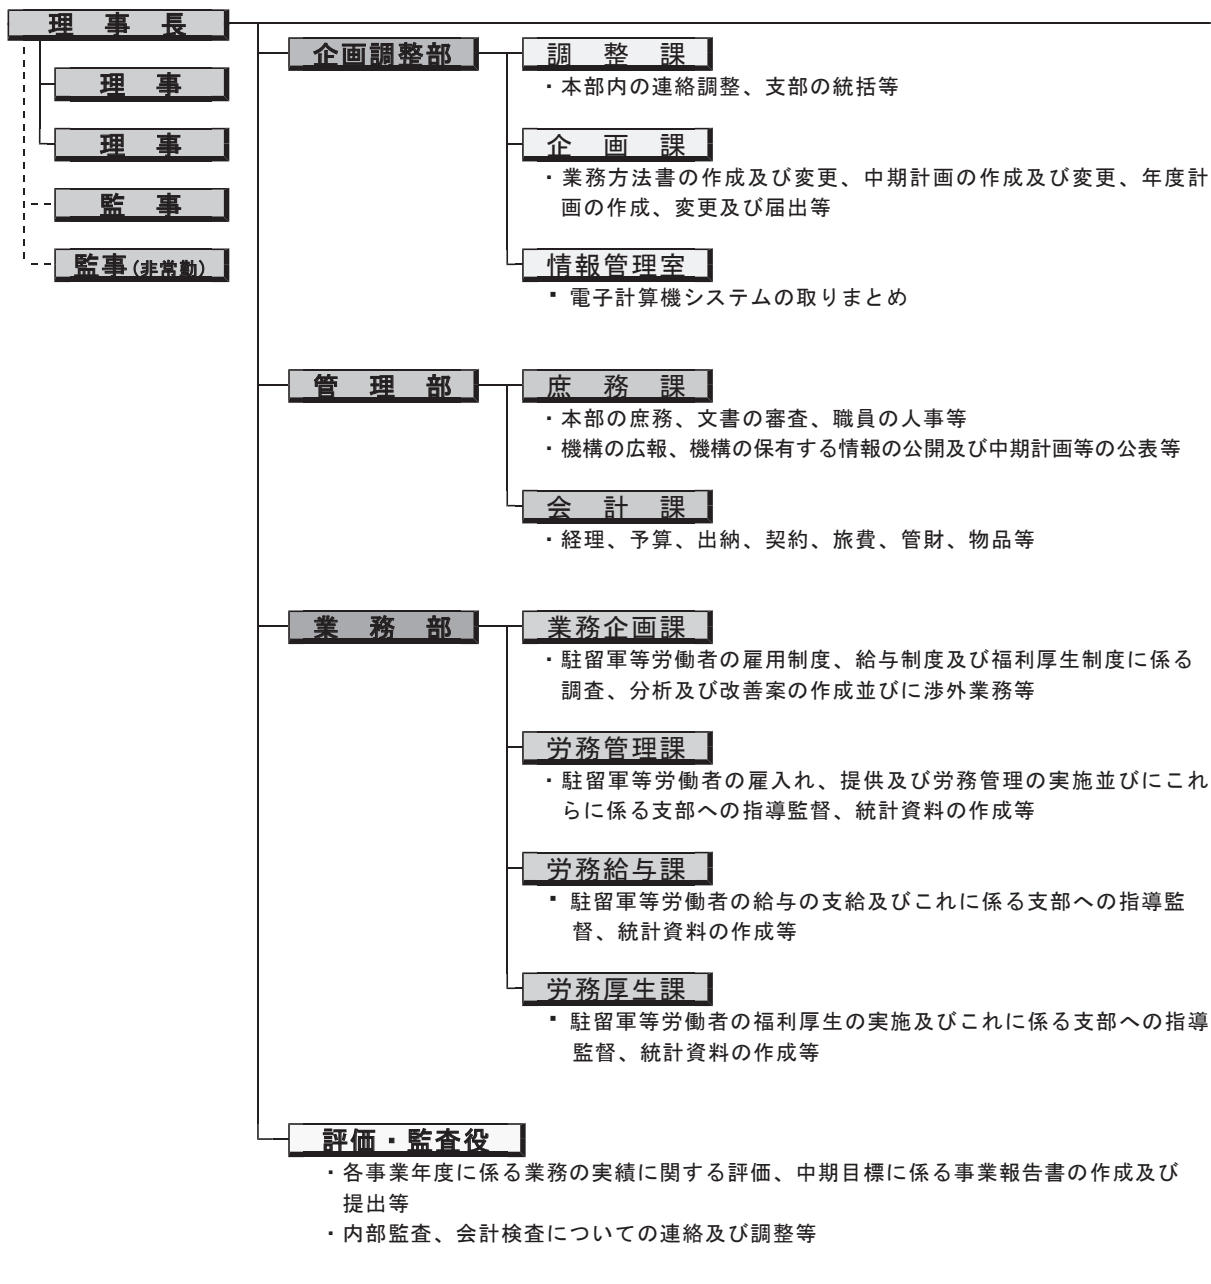 理事長
理事
理事
監事
監事(非常勤)
企画調整部
調整課
・本部内の連絡調整、支部の統括等
企画課
・業務方法書の作成及び変更、中期計画の作成及び変更、年度計
画の作成、変更及び届出等
情報管理室
・電子計算機システムの取りまとめ
管理部
庶務課
・本部の庶務、文書の審査、職員の人事等
・機構の広報、機構の保有する情報の公開及び中期計画等の公表等
会計課
・経理、予算、出納、契約、旅費、管財、物品等
業務部
業務企画課
・駐留軍等労働者の雇用制度、給与制度及び福利厚生制度に係る
調査、分析及び改善案の作成並びに渉外業務等
労務管理課
・駐留軍等労働者の雇入れ、提供及び労務管理の実施並びにこれ
らに係る支部への指導監督、統計資料の作成等
労務給与課
・駐留軍等労働者の給与の支給及びこれに係る支部への指導監
督、統計資料の作成等
労務厚生課
・駐留軍等労働者の福利厚生の実施及びこれに係る支部への指導
監督、統計資料の作成等
評価・監査役
・各事業年度に係る業務の実績に関する評価、中期目標に係る事業報告書の作成及び
提出等
・内部監査、会計検査についての連絡及び調整等